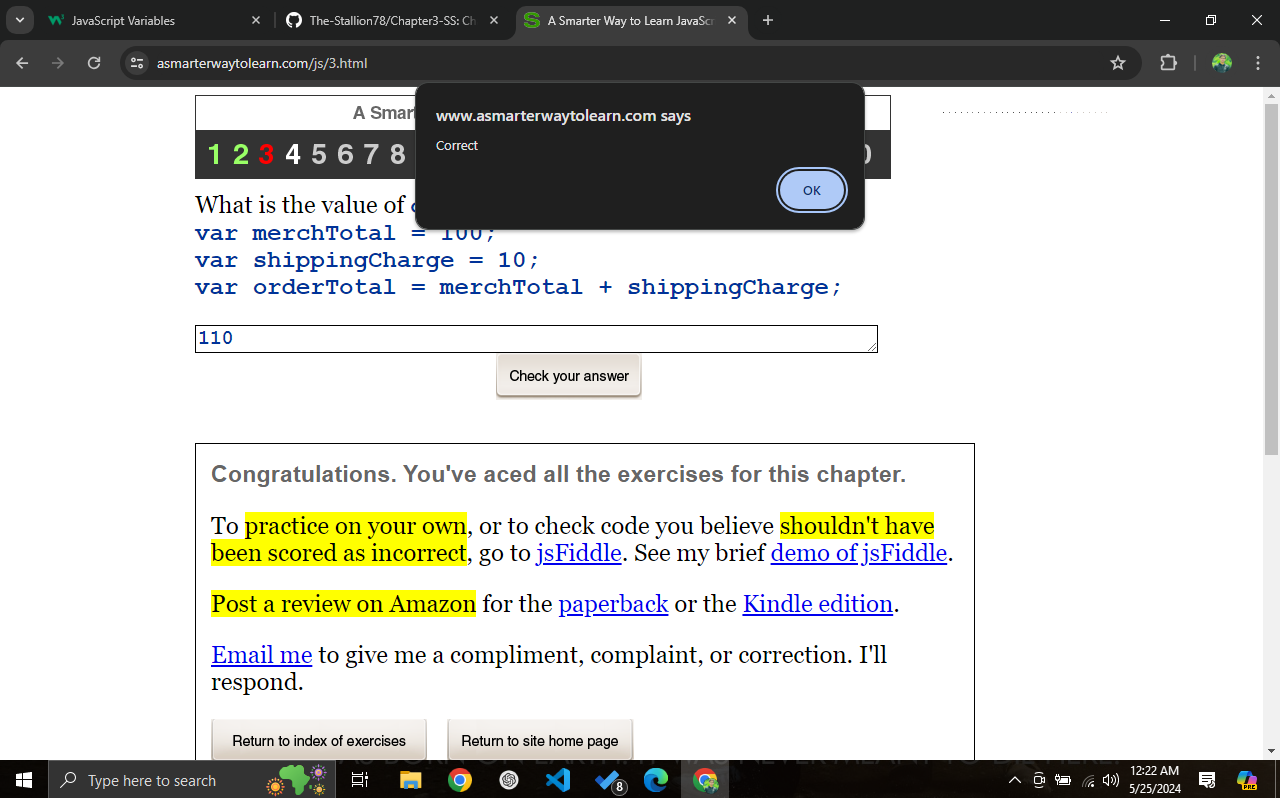 JavaScript Variables
The-Stallion78/Chapter3-SS: Ch
A Smarter Way to Learn JavaScr
asmarterwaytolearn.com/js/3.html
www.asmarterwaytolearn.com says
Correct
OK
A Smar
1 2 3 4 5 6 7 8
What is the value of
var merchTotal = 100;
var shippingCharge = 10;
var orderTotal = merchTotal + shippingCharge;
110
Check your answer
Congratulations. You've aced all the exercises for this chapter.
To practice on your own, or to check code you believe shouldn't have
been scored as incorrect, go to jsFiddle. See my brief demo of jsFiddle.
Post a review on Amazon for the paperback or the Kindle edition.
Email me to give me a compliment, complaint, or correction. I'll
respond.
Return to index of exercises
Return to site home page
Type here to search
8
12:22 AM
5/25/2024
PRE